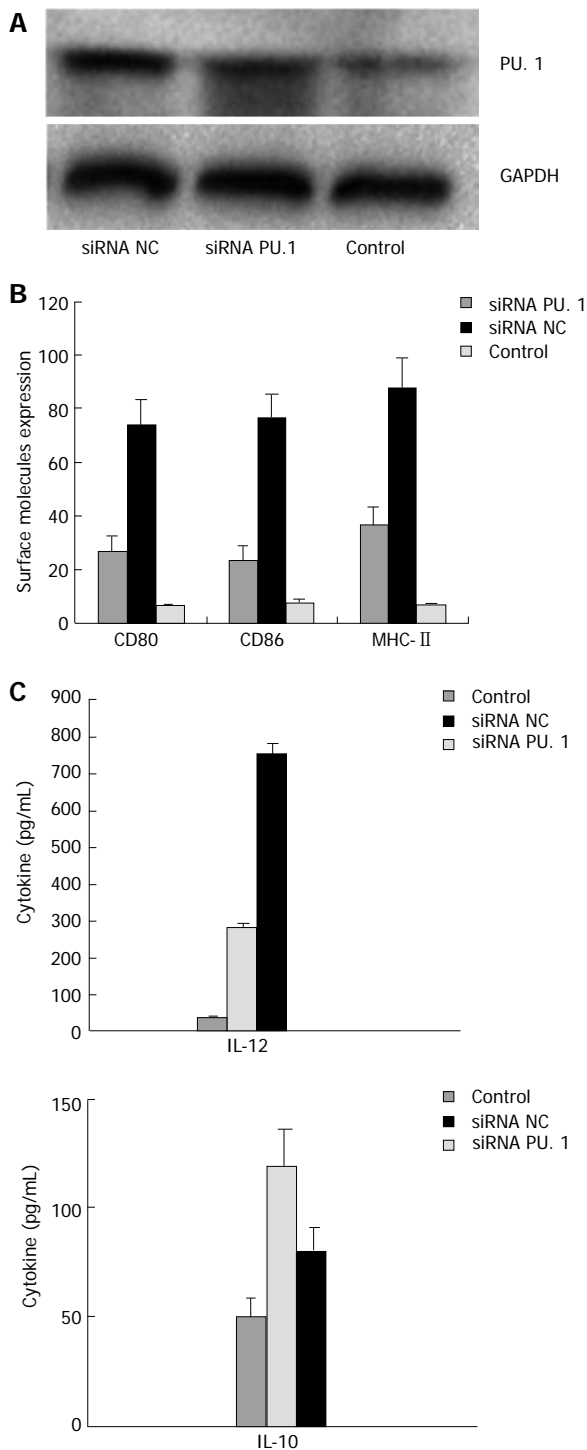 A
PU. 1
GAPDH
siRNA NC siRNA PU.1 Control
B
120
100
80
60
40
20
0
Surface molecules expression
siRNA PU. 1
siRNA NC
Control
CD80 CD86 MHC-Ⅱ
C
900
800
700
600
500
400
300
200
100
0
Cytokine (pg/mL)
Control
siRNA NC
siRNA PU. 1
IL-12
150
100
50
0
Cytokine (pg/mL)
Control
siRNA NC
siRNA PU. 1
IL-10